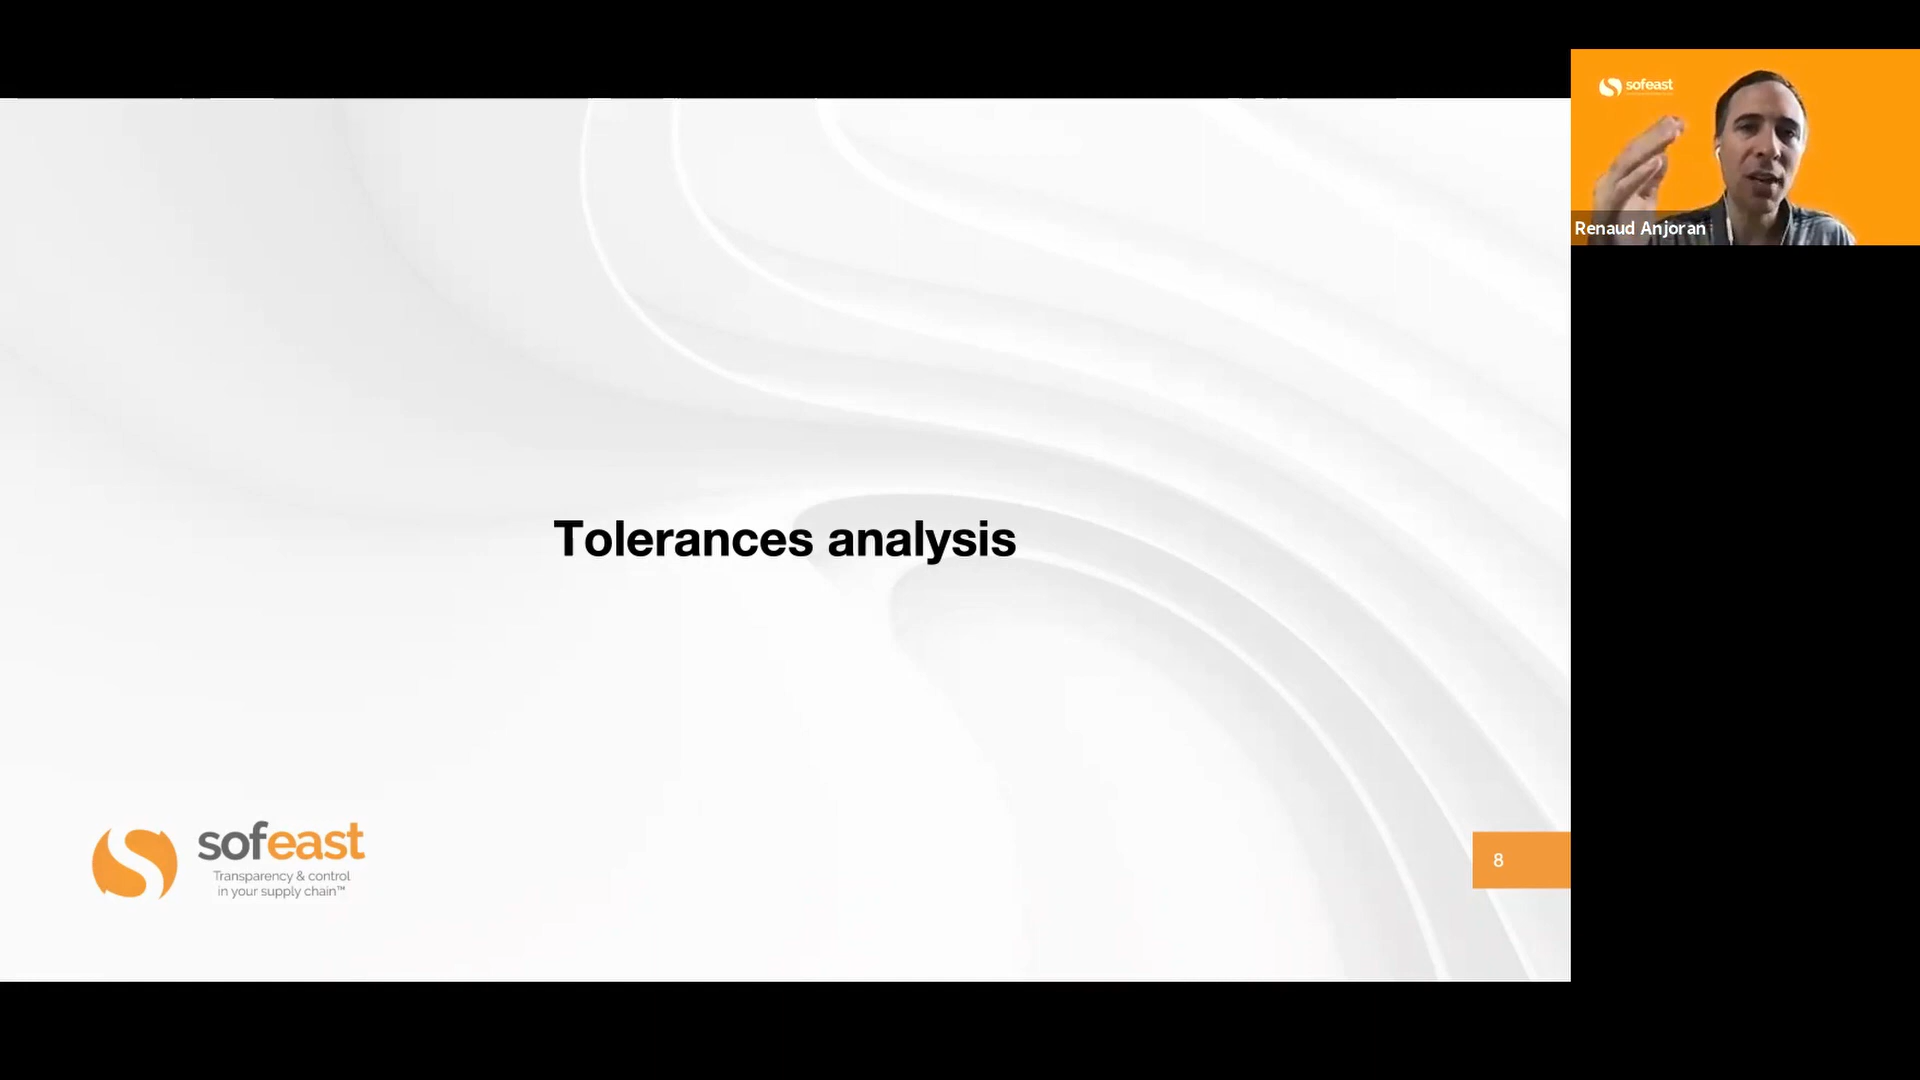 sofeast
Renaud Anjoran
Tolerances analysis
sofeast
Transparency & control
in your supply chain™
8